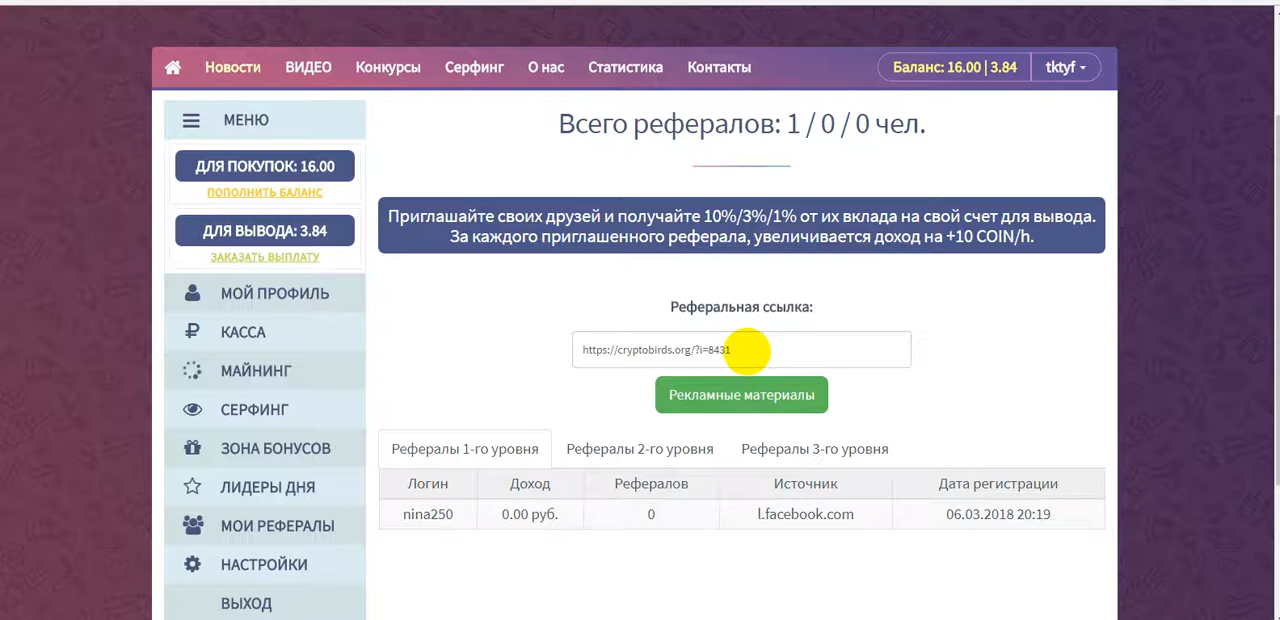 Новости ВИДЕО Конкурсы Серфинг О нас Статистика Контакты Баланс: 16.00 | 3.84 tktyf
МЕНЮ
ДЛЯ ПОКУПОК: 16.00
ПОПОЛНИТЬ БАЛАНС
ДЛЯ ВЫВОДА: 3.84
ЗАКАЗАТЬ ВЫПЛАТУ
МОЙ ПРОФИЛЬ
КАССА
МАЙНИНГ
СЕРФИНГ
ЗОНА БОНУСОВ
ЛИДЕРЫ ДНЯ
МОИ РЕФЕРАЛЫ
НАСТРОЙКИ
ВЫХОД
Всего рефералов: 1 / 0 / 0 чел.
Приглашайте своих друзей и получайте 10%/3%/1% от их вклада на свой счет для вывода.
За каждого приглашенного реферала, увеличивается доход на +10 COIN/h.
Реферальная ссылка:
https://cryptobirds.org/?i=8431
Рекламные материалы
Рефералы 1-го уровня Рефералы 2-го уровня Рефералы 3-го уровня
Логин Доход Рефералов Источник Дата регистрации
nina250 0.00 руб. 0 l.facebook.com 06.03.2018 20:19